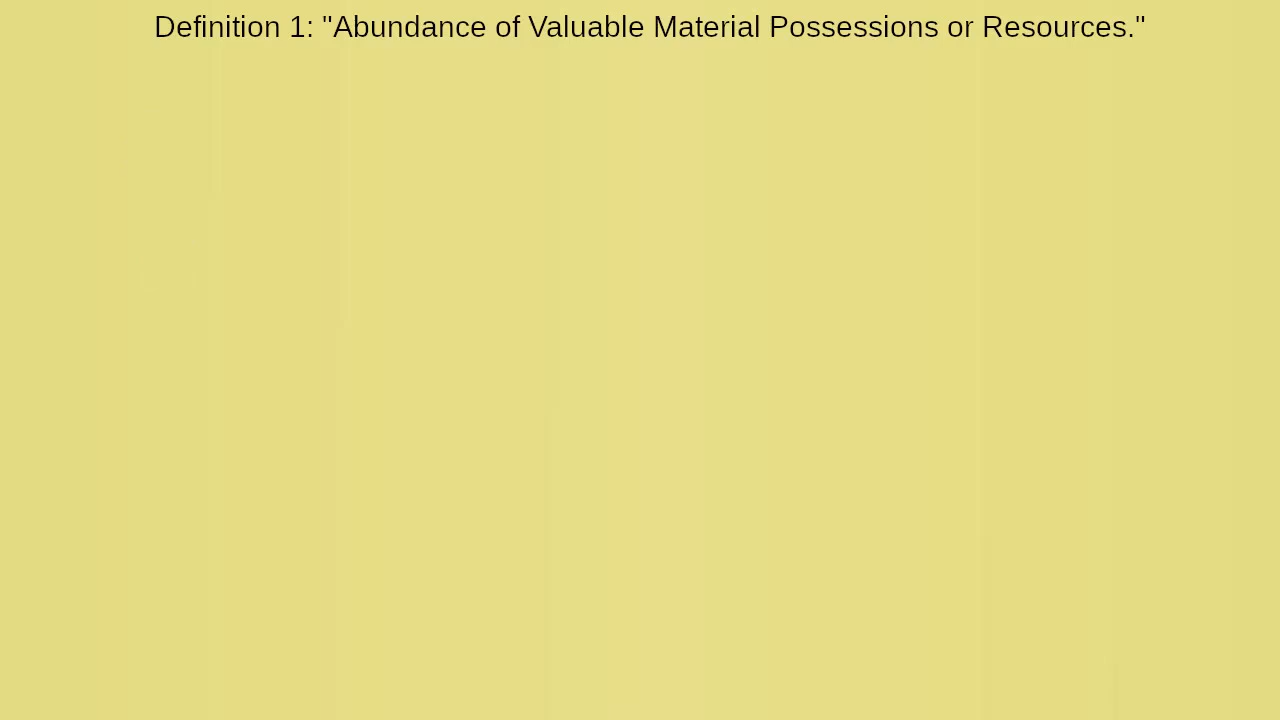 Definition 1: "Abundance of Valuable Material Possessions or Resources."